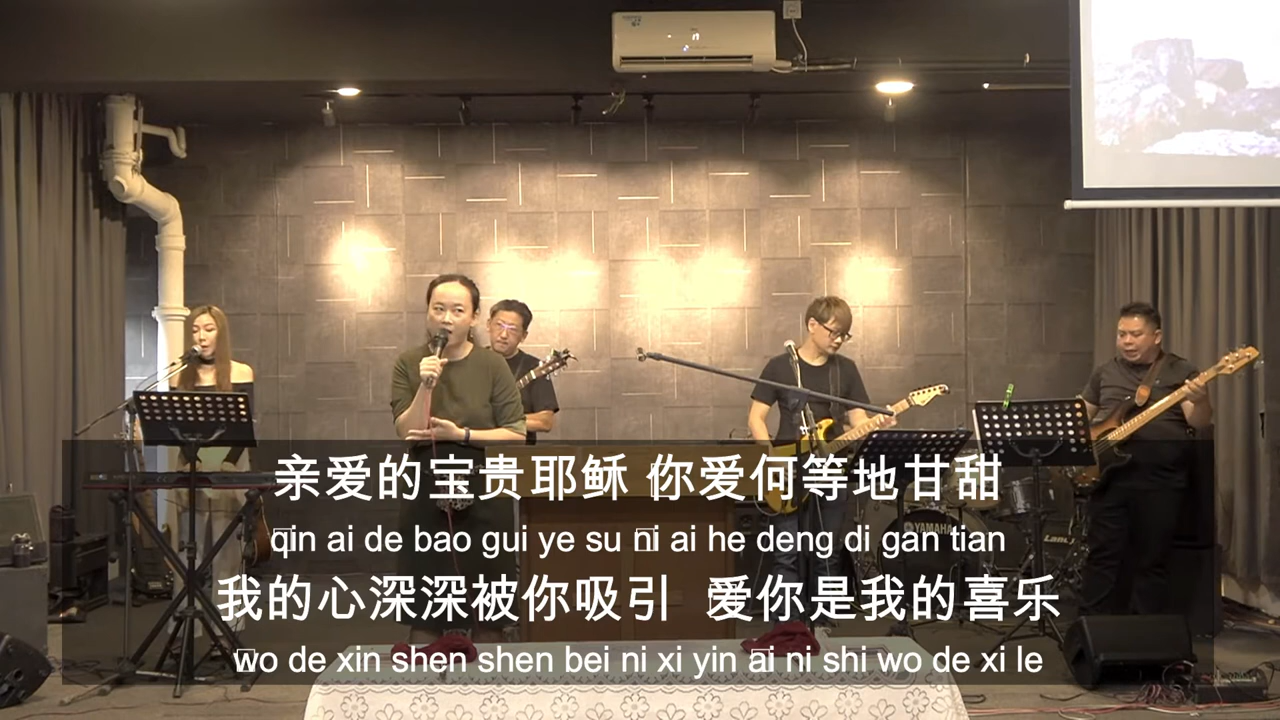 亲爱的宝贵耶稣 你爱何等地甘甜
qin ai de bao gui ye su ni ai he deng di gan tian
我的心深深被你吸引 爱你是我的喜乐
wo de xin shen shen bei ni xi yin ai ni shi wo de xi le
YAMAHA